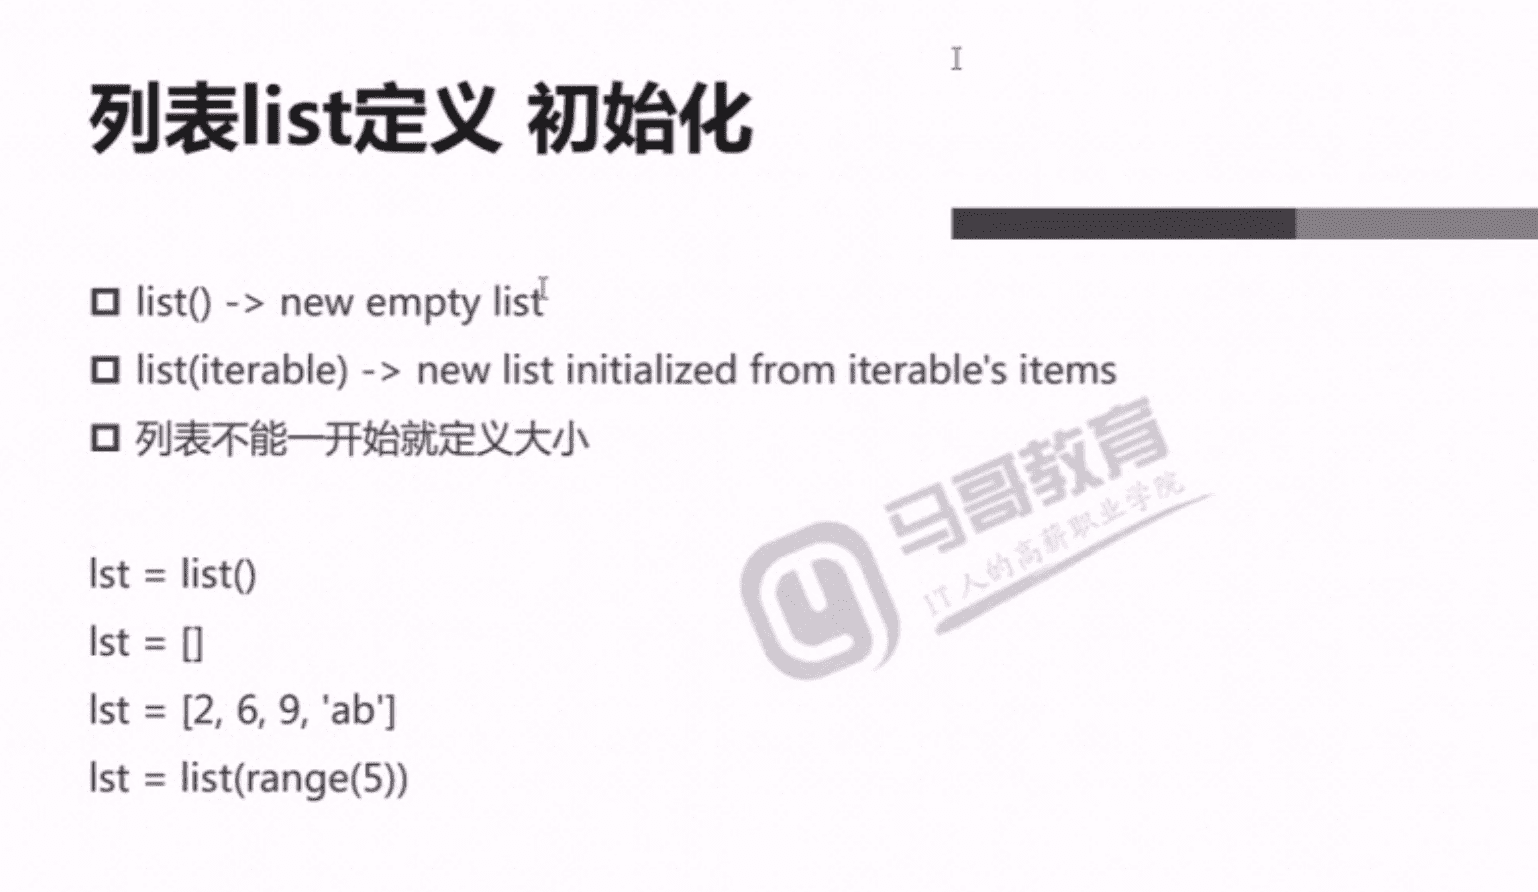 列表list定义 初始化
list() -> new empty list
list(iterable) -> new list initialized from iterable's items
列表不能一开始就定义大小
马哥教育
IT人的高薪职业学院
lst = list()
lst = []
lst = [2, 6, 9, 'ab']
lst = list(range(5))